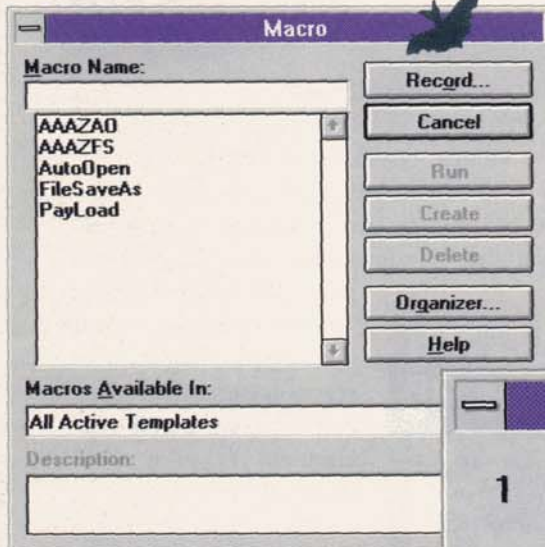 Macro
Macro Name:
Record...
Cancel
AAAZAO
AAAZFS
AutoOpen
FileSaveAs
PayLoad
Run
Create
Delete
Organizer...
Help
Macros Available In:
All Active Templates
Description:
1